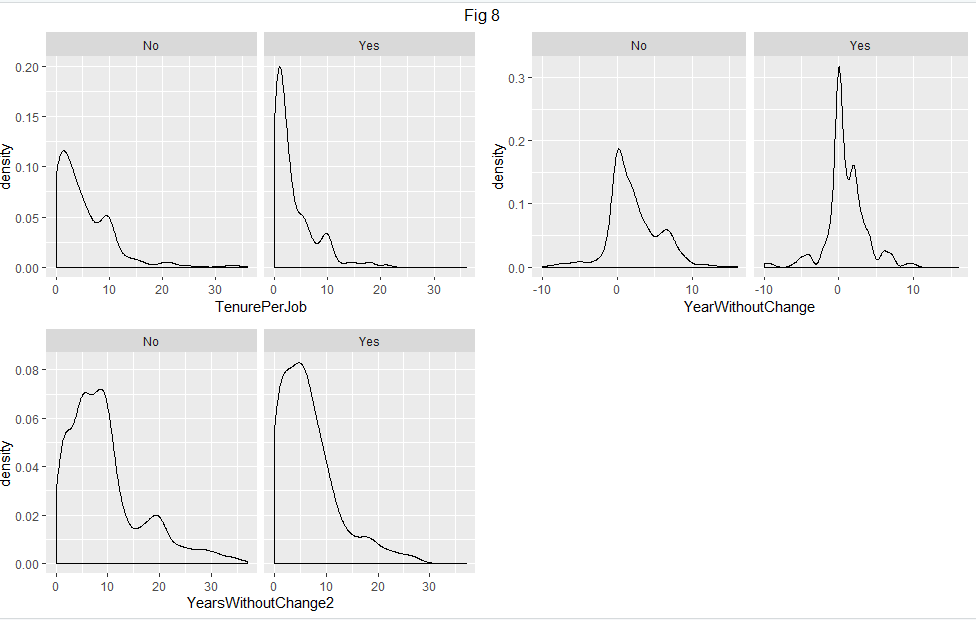 Fig 8
No Yes
density
0.20
0.15
0.10
0.05
0.00
0 10 20 30 0 10 20 30
TenurePerJob
No Yes
density
0.3
0.2
0.1
0.0
-10 0 10 -10 0 10
YearWithoutChange
No Yes
density
0.08
0.06
0.04
0.02
0.00
0 10 20 30 0 10 20 30
YearsWithoutChange2